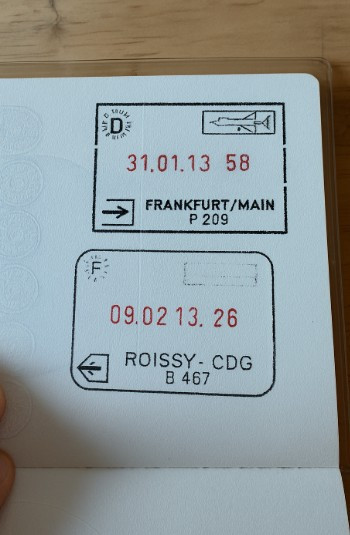 D
31.01.13 58
FRANKFURT/MAIN
P 209
F
09.02 13. 26
ROISSY - CDG
B 467